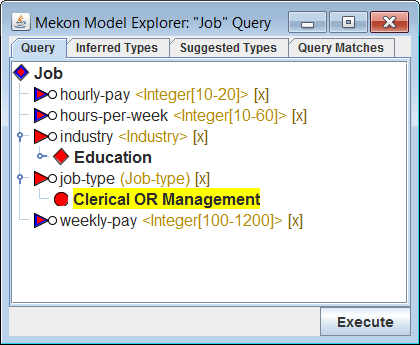 Mekon Model Explorer: "Job" Query
Query Inferred Types Suggested Types Query Matches
Job
hourly-pay <Integer[10-20]> [x]
hours-per-week <Integer[10-60]> [x]
industry <Industry> [x]
Education
job-type (Job-type) [x]
Clerical OR Management
weekly-pay <Integer[100-1200]> [x]
Execute